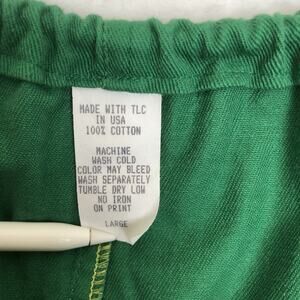 MADE WITH TLC
IN USA
100% COTTON
MACHINE
WASH COLD
COLOR MAY BLEED
WASH SEPARATELY
TUMBLE DRY LOW
NO IRON
ON PRINT
LARGE